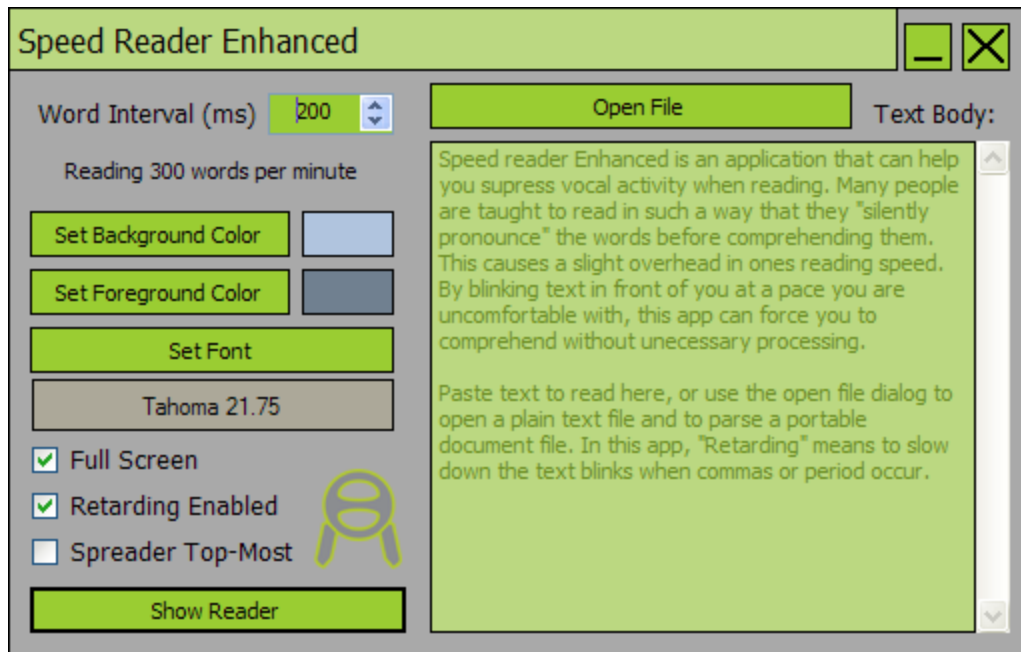 Speed Reader Enhanced
Word Interval (ms) 200
Reading 300 words per minute
Set Background Color
Set Foreground Color
Set Font
Tahoma 21.75
Full Screen
Retarding Enabled
Spreader Top-Most
Show Reader
Open File
Text Body:
Speed reader Enhanced is an application that can help
you supress vocal activity when reading. Many people
are taught to read in such a way that they "silently
pronounce" the words before comprehending them.
This causes a slight overhead in ones reading speed.
By blinking text in front of you at a pace you are
uncomfortable with, this app can force you to
comprehend without unecessary processing.
Paste text to read here, or use the open file dialog to
open a plain text file and to parse a portable
document file. In this app, "Retarding" means to slow
down the text blinks when commas or period occur.